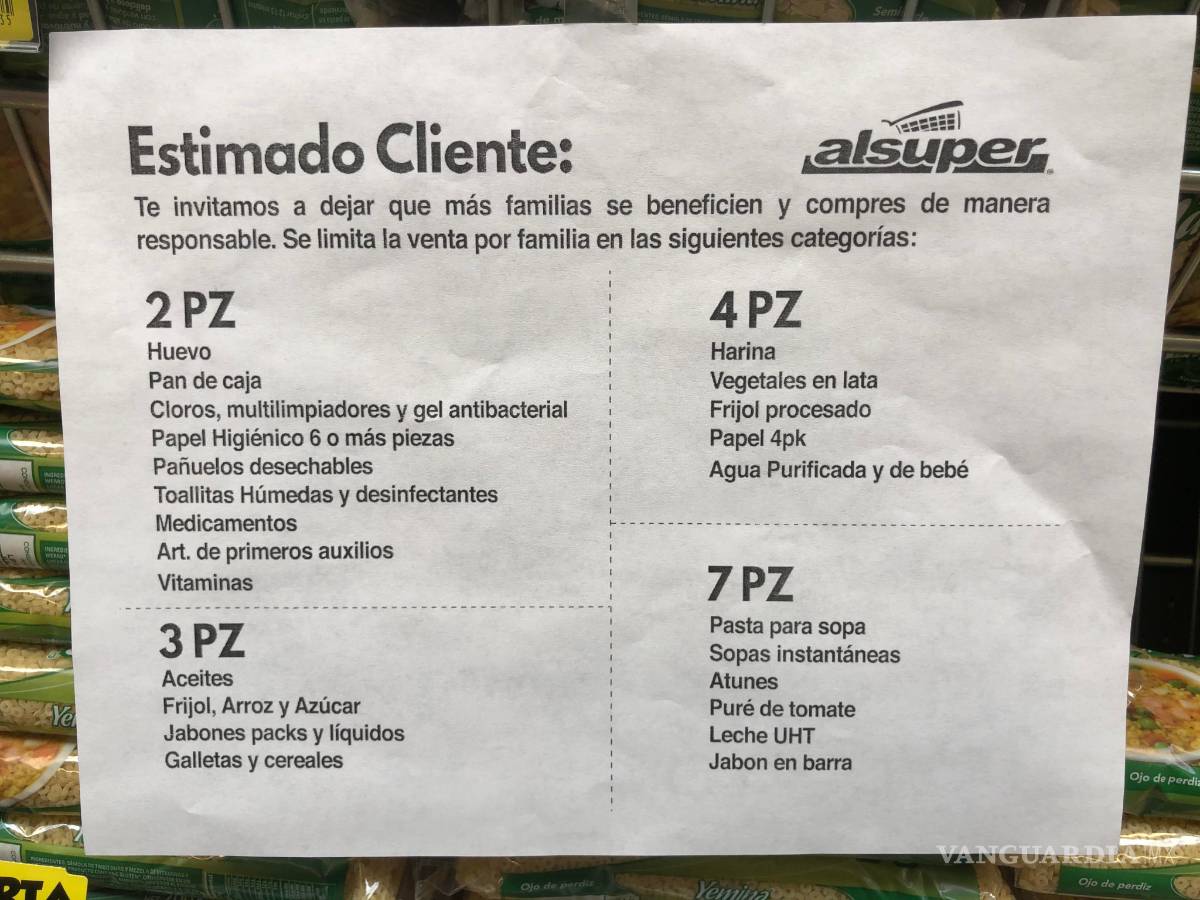 Estimado Cliente:
alsuper
Te invitamos a dejar que más familias se beneficien y compres de manera
responsable. Se limita la venta por familia en las siguientes categorías:
2 PZ
Huevo
Pan de caja
Cloros, multilimpiadores y gel antibacterial
Papel Higiénico 6 o más piezas
Pañuelos desechables
Toallitas Húmedas y desinfectantes
Medicamentos
Art. de primeros auxilios
Vitaminas
3 PZ
Aceites
Frijol, Arroz y Azúcar
Jabones packs y líquidos
Galletas y cereales
4 PZ
Harina
Vegetales en lata
Frijol procesado
Papel 4pk
Agua Purificada y de bebé
7 PZ
Pasta para sopa
Sopas instantáneas
Atunes
Puré de tomate
Leche UHT
Jabon en barra
Ojo de perdiz
VANGUARDIA MX
Ojo de perdiz
Yemina
Ojo de perdiz